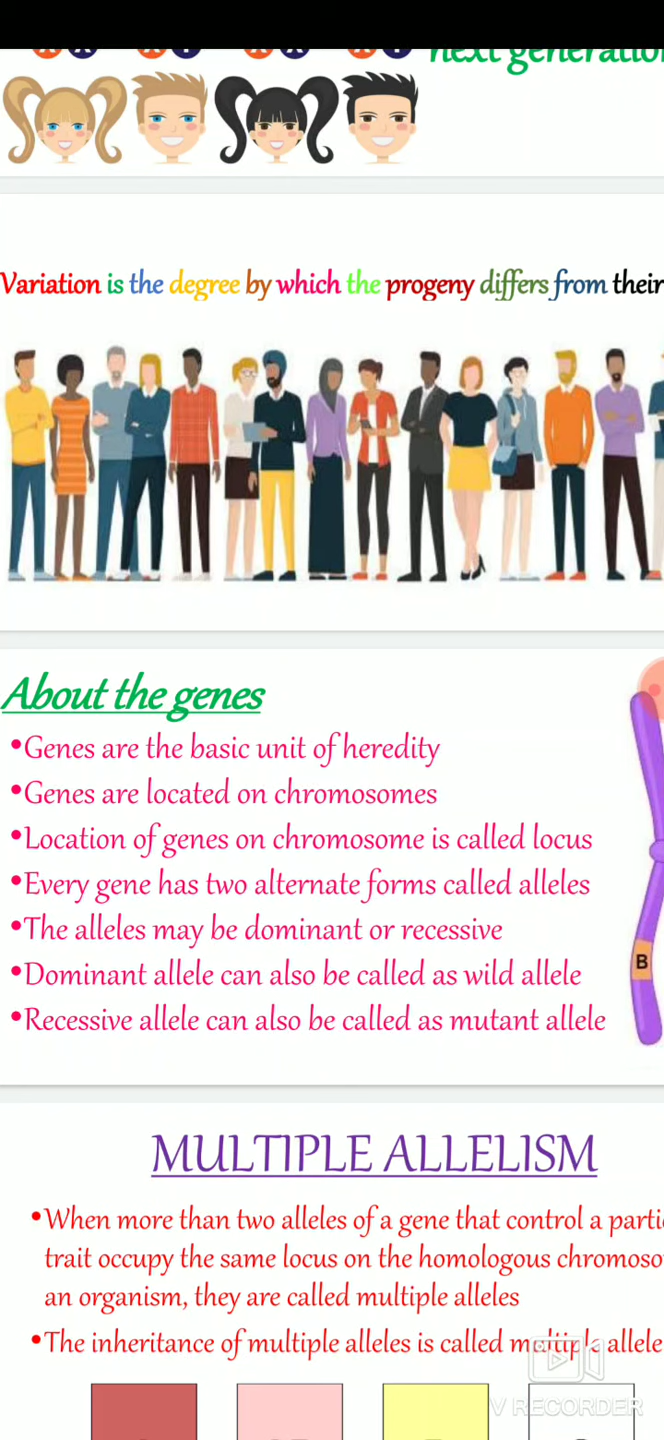 next generation
Variation is the degree by which the progeny differs from their
About the genes
•Genes are the basic unit of heredity
•Genes are located on chromosomes
•Location of genes on chromosome is called locus
•Every gene has two alternate forms called alleles
•The alleles may be dominant or recessive
•Dominant allele can also be called as wild allele
•Recessive allele can also be called as mutant allele
B
MULTIPLE ALLELISM
•When more than two alleles of a gene that control a parti
trait occupy the same locus on the homologous chromoso
an organism, they are called multiple alleles
•The inheritance of multiple alleles is called multiple allele
V RECORDER